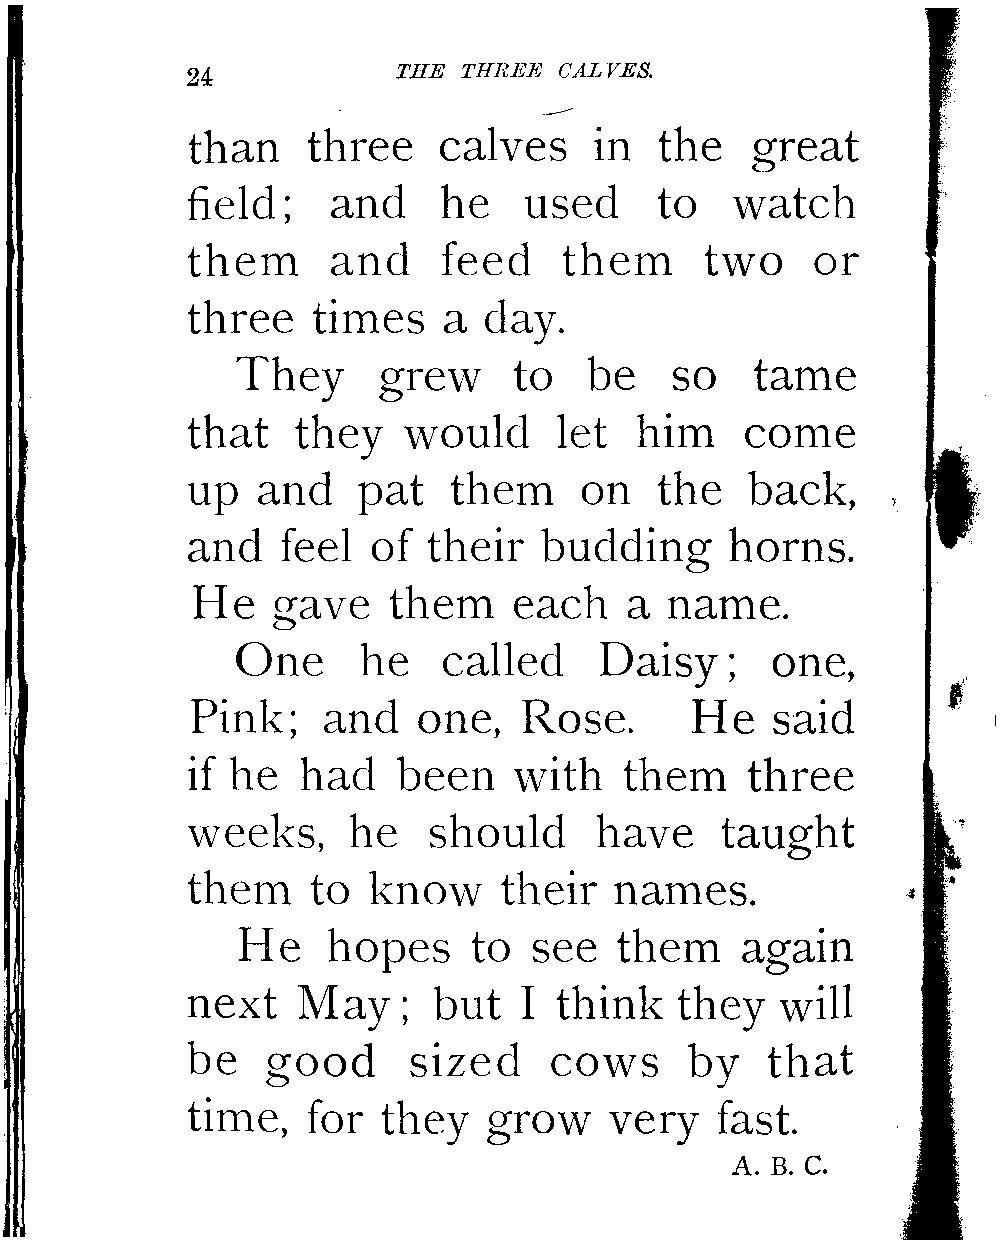 24 THE THREE CALVES.
than three calves in the great
field; and he used to watch
them and feed them two or
three times a day.
They grew to be so tame
that they would let him come
up and pat them on the back,
and feel of their budding horns.
He gave them each a name.
One he called Daisy; one,
Pink; and one, Rose. He said
if he had been with them three
weeks, he should have taught
them to know their names.
He hopes to see them again
next May; but I think they will
be good sized cows by that
time, for they grow very fast.
A. B. C.